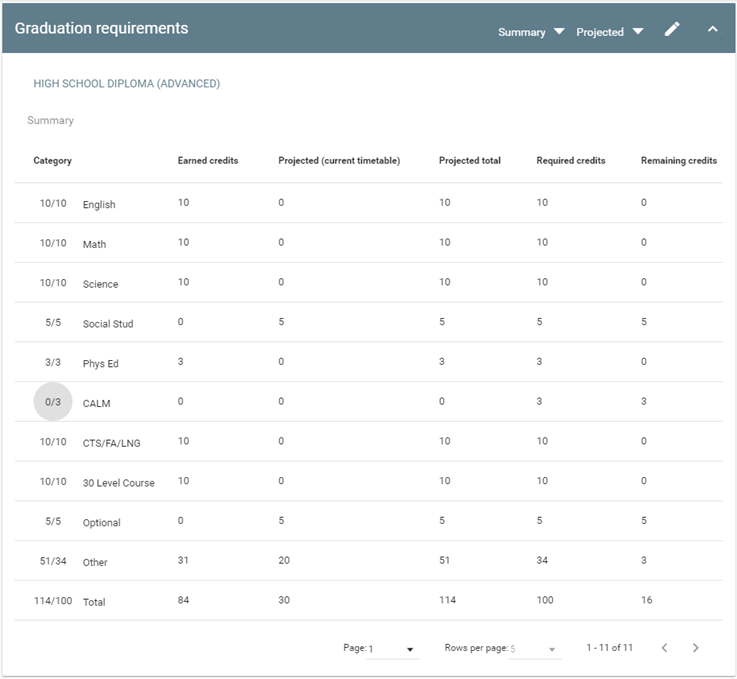 Graduation requirements Summary Projected
HIGH SCHOOL DIPLOMA (ADVANCED)
Summary
Category Earned credits Projected (current timetable) Projected total Required credits Remaining credits
10/10 English 10 0 10 10 0
10/10 Math 10 0 10 10 0
10/10 Science 10 0 10 10 0
5/5 Social Stud 0 5 5 5 5
3/3 Phys Ed 3 0 3 3 0
0/3 CALM 0 0 0 3 3
10/10 CTS/FA/LNG 10 0 10 10 0
10/10 30 Level Course 10 0 10 10 0
5/5 Optional 0 5 5 5 5
51/34 Other 31 20 51 34 3
114/100 Total 84 30 114 100 16
Page: 1 Rows per page: 5 1 - 11 of 11